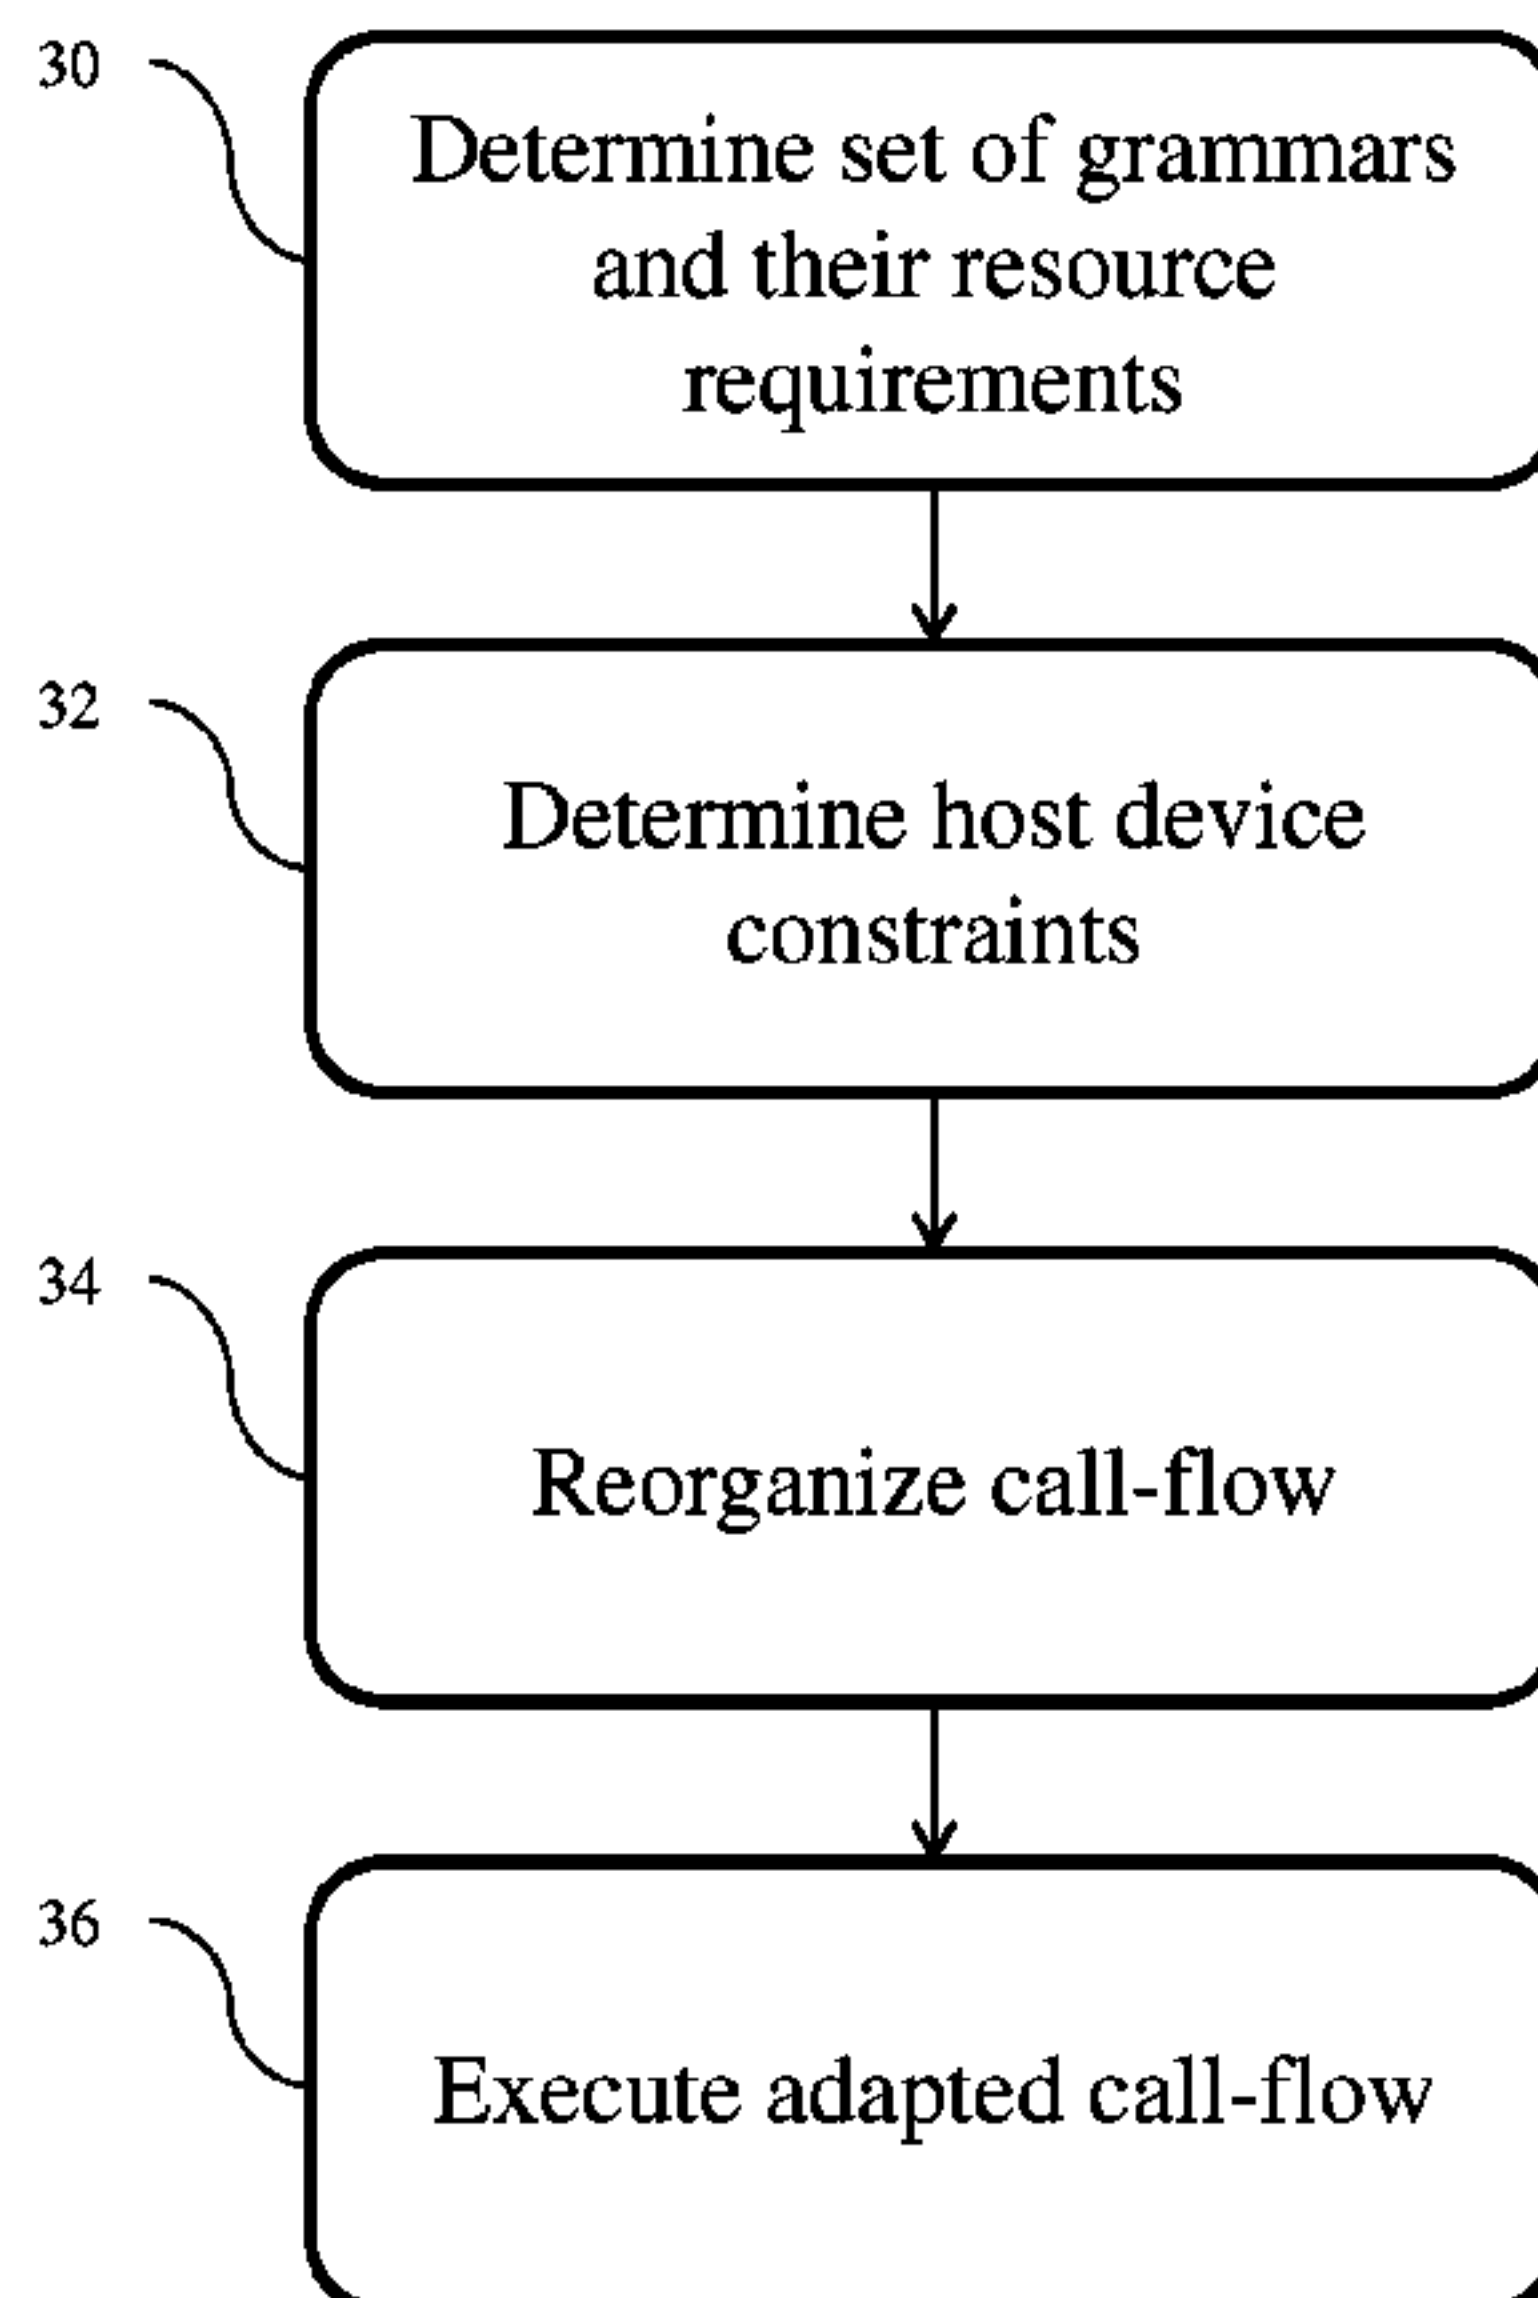 30
Determine set of grammars
and their resource
requirements
32
Determine host device
constraints
34
Reorganize call-flow
36
Execute adapted call-flow